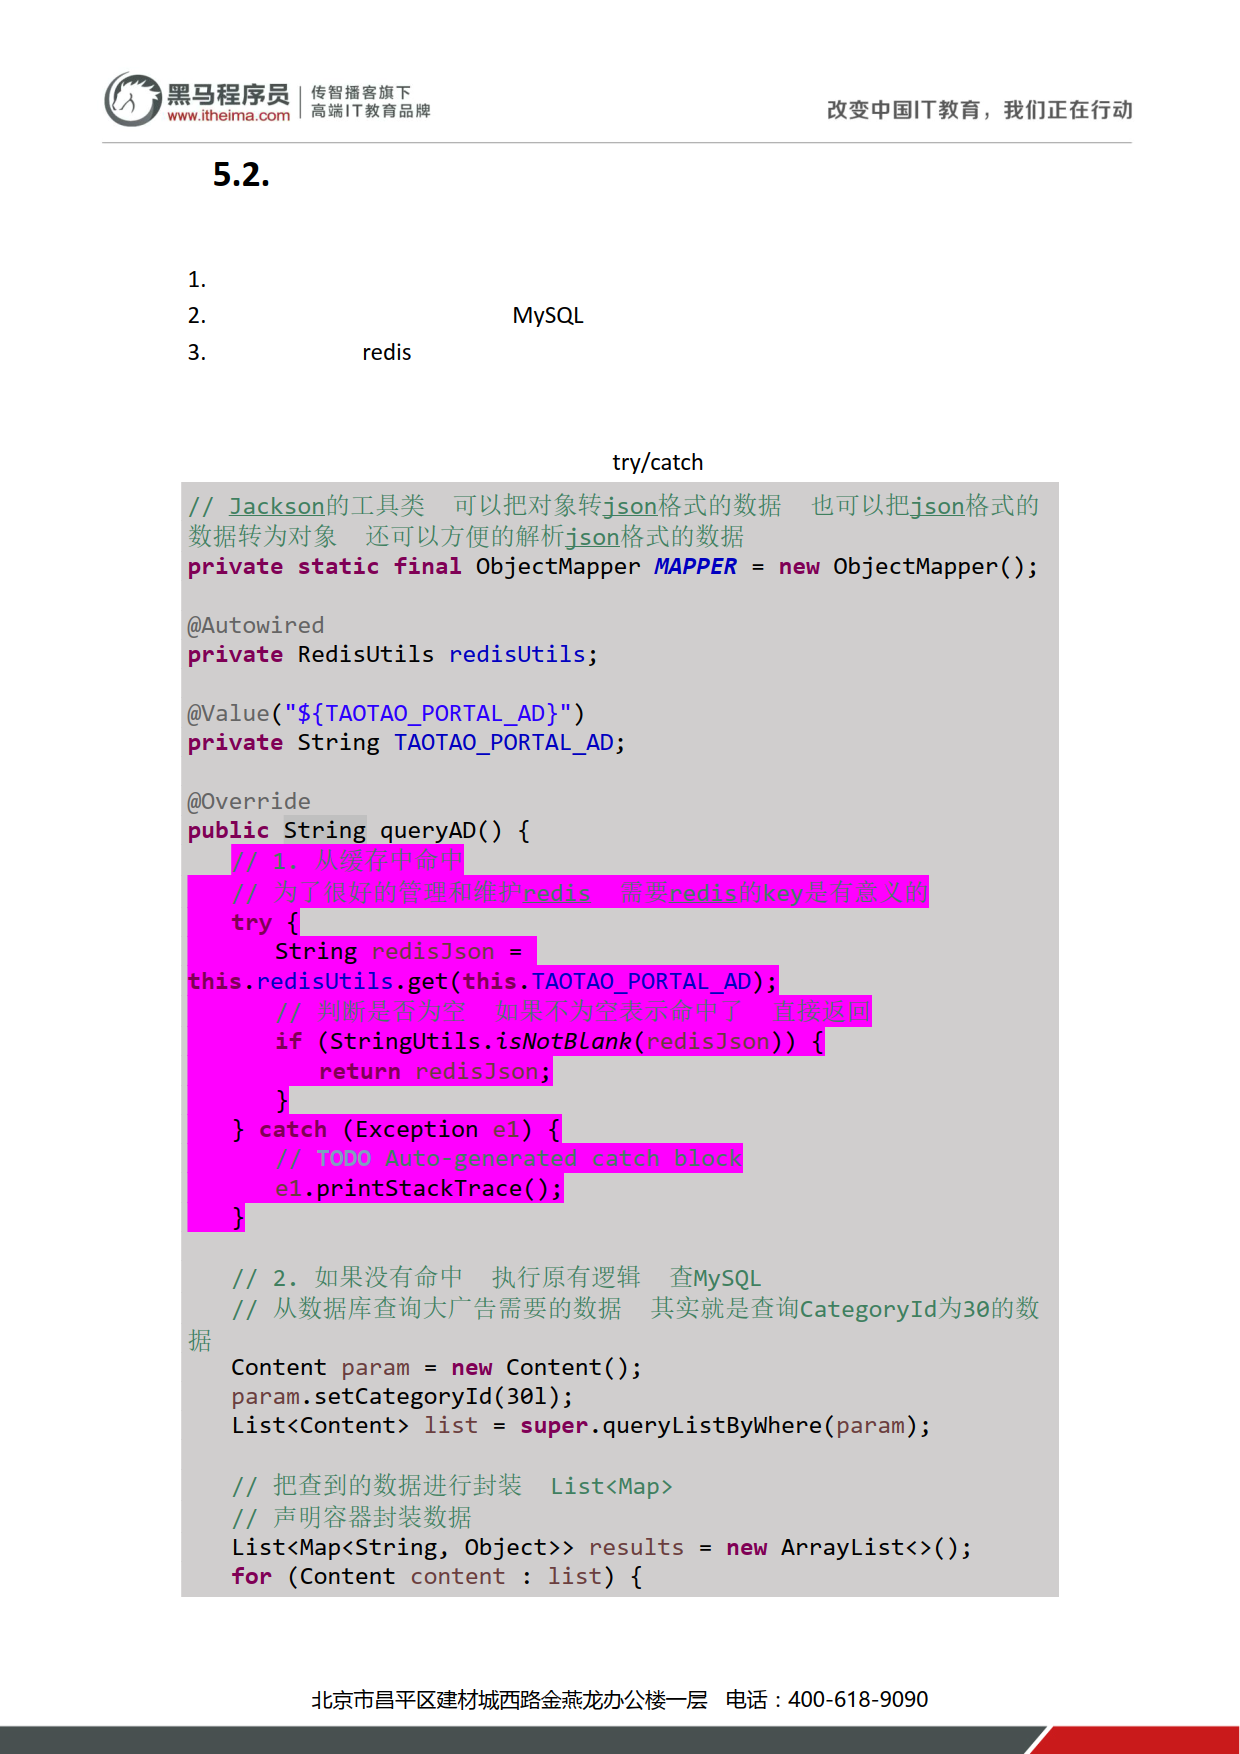 黑马程序员
www.itheima.com
传智播客旗下
高端IT教育品牌
改变中国IT教育，我们正在行动
5.2.
1.
2. MySQL
3. redis
try/catch
// Jackson的工具类 可以把对象转json格式的数据 也可以把json格式的
数据转为对象 还可以方便的解析json格式的数据
private static final ObjectMapper MAPPER = new ObjectMapper();
@Autowired
private RedisUtils redisUtils;
@Value("${TAOTAO_PORTAL_AD}")
private String TAOTAO_PORTAL_AD;
@Override
public String queryAD() {
// 1. 从缓存中命中
// 为了很好的管理和维护redis 需要redis的key是有意义的
try {
String redisJson =
this.redisUtils.get(this.TAOTAO_PORTAL_AD);
// 判断是否为空 如果不为空表示命中了 直接返回
if (StringUtils.isNotBlank(redisJson)) {
return redisJson;
}
} catch (Exception e1) {
// TODO Auto-generated catch block
e1.printStackTrace();
}
// 2. 如果没有命中 执行原有逻辑 查MySQL
// 从数据库查询大广告需要的数据 其实就是查询CategoryId为30的数
据
Content param = new Content();
param.setCategoryId(30l);
List<Content> list = super.queryListByWhere(param);
// 把查到的数据进行封装 List<Map>
// 声明容器封装数据
List<Map<String, Object>> results = new ArrayList<>();
for (Content content : list) {
北京市昌平区建材城西路金燕龙办公楼一层 电话：400-618-9090